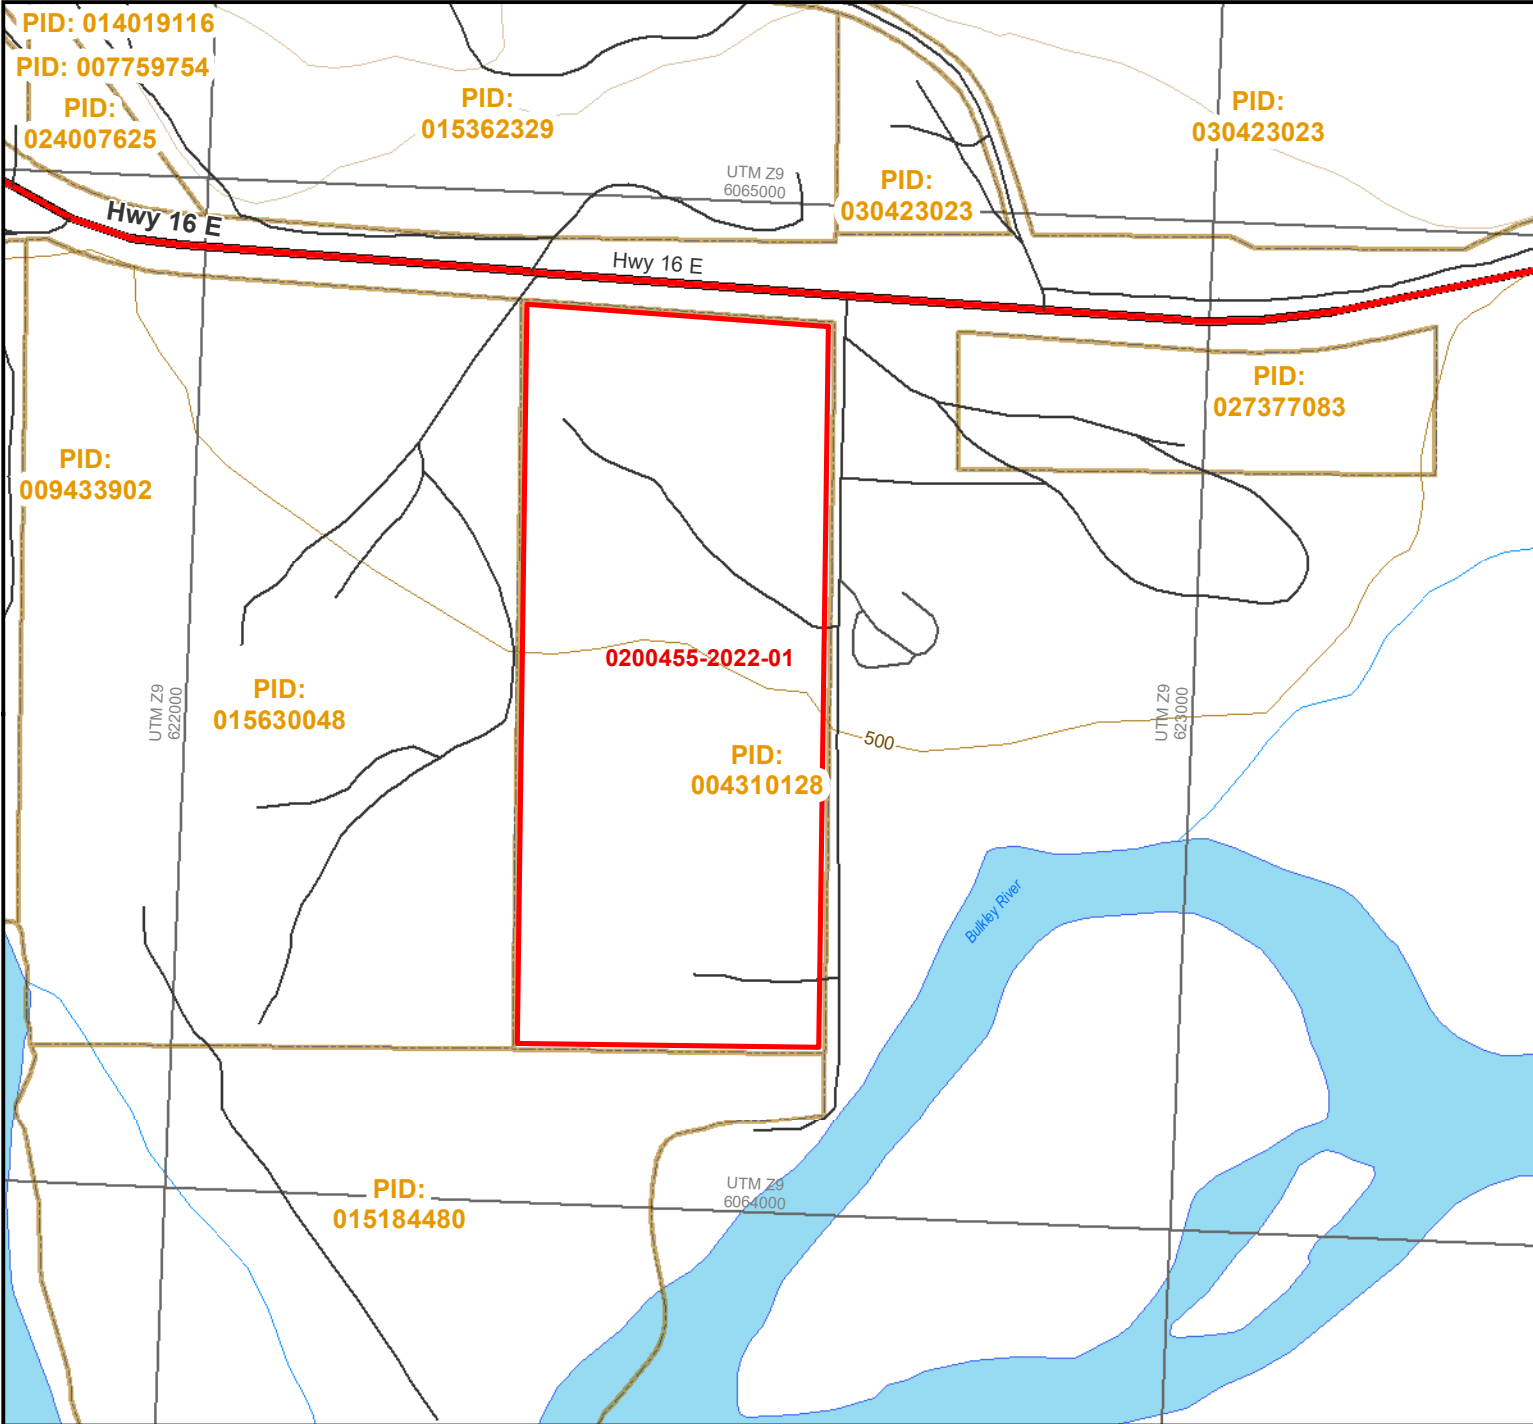 PID: 014019116
PID: 007759754
PID:
024007625
PID:
015362329
PID:
030423023
UTM Z9
6065000
PID:
030423023
Hwy 16 E
Hwy 16 E
PID:
027377083
PID:
009433902
0200455-2022-01
PID:
015630048
UTM Z9
622000
UTM Z9
623000
500
PID:
004310128
Bulkley River
PID:
015184480
UTM Z9
6064000